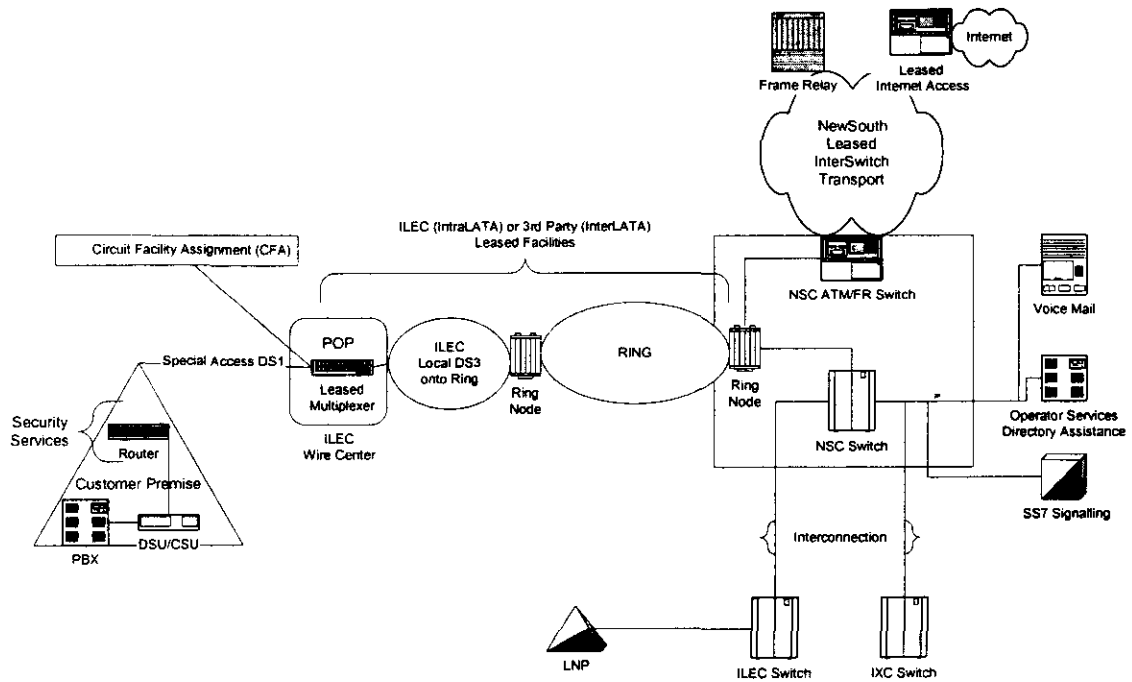 Internet
Frame Relay
Leased
Internet Access
NewSouth
Leased
InterSwitch
Transport
ILEC (IntraLATA) or 3rd Party (InterLATA)
Leased Facilities
Circuit Facility Assignment (CFA)
NSC ATM/FR Switch
Voice Mail
POP
Special Access DS1
Leased
Multiplexer
ILEC
Local DS3
onto Ring
Ring
Node
RING
Ring
Node
ILEC
Wire Center
NSC Switch
Operator Services
Directory Assistance
Security
Services
Router
Customer Premise
PBX
DSU/CSU
SS7 Signalling
Interconnection
LNP
ILEC Switch
IXC Switch